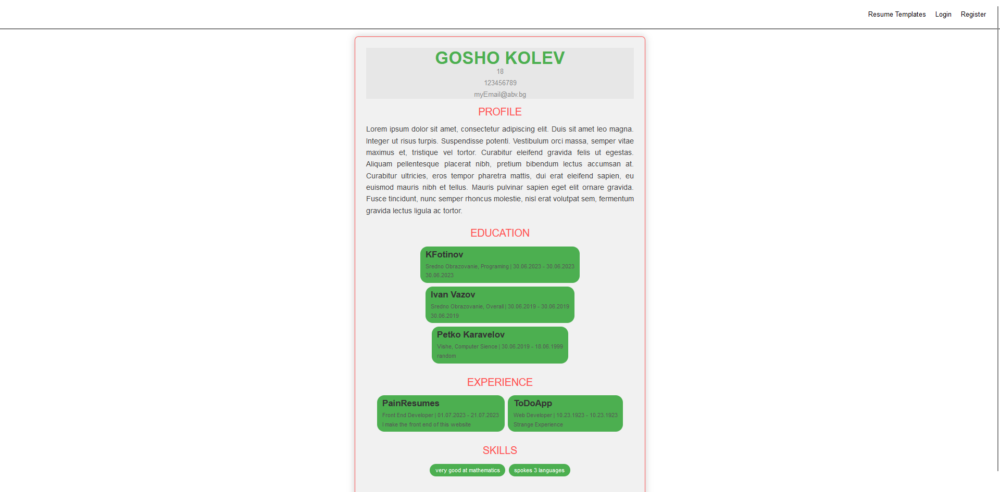 Resume Templates Login Register
GOSHO KOLEV
18
123456789
myEmail@abv.bg
PROFILE
Lorem ipsum dolor sit amet, consectetur adipiscing elit. Duis sit amet leo magna.
Integer ut risus turpis. Suspendisse potenti. Vestibulum orci massa, semper vitae
maximus et, tristique vel tortor. Curabitur eleifend gravida felis ut egestas.
Aliquam pellentesque placerat nibh, pretium bibendum lectus accumsan at.
Curabitur ultricies, eros tempor pharetra mattis, dui erat eleifend sapien, eu
euismod mauris nibh et tellus. Mauris pulvinar sapien eget elit ornare gravida.
Fusce tincidunt, nunc semper rhoncus molestie, nisl erat volutpat sem, fermentum
gravida lectus ligula ac tortor.
EDUCATION
KFotinov
Sredno Obrazovanie, Programing | 30.06.2023 - 30.06.2023
30.06.2023
Ivan Vazov
Sredno Obrazovanie, Overall | 30.06.2019 - 30.06.2019
30.06.2019
Petko Karavelov
Vishe, Computer Sience | 30.06.2019 - 18.06.1999
random
EXPERIENCE
PainResumes
Front End Developer | 01.07.2023 - 21.07.2023
I make the front end of this website
ToDoApp
Web Developer | 10.23.1923 - 10.23.1923
Strange Experience
SKILLS
very good at mathematics
spokes 3 languages